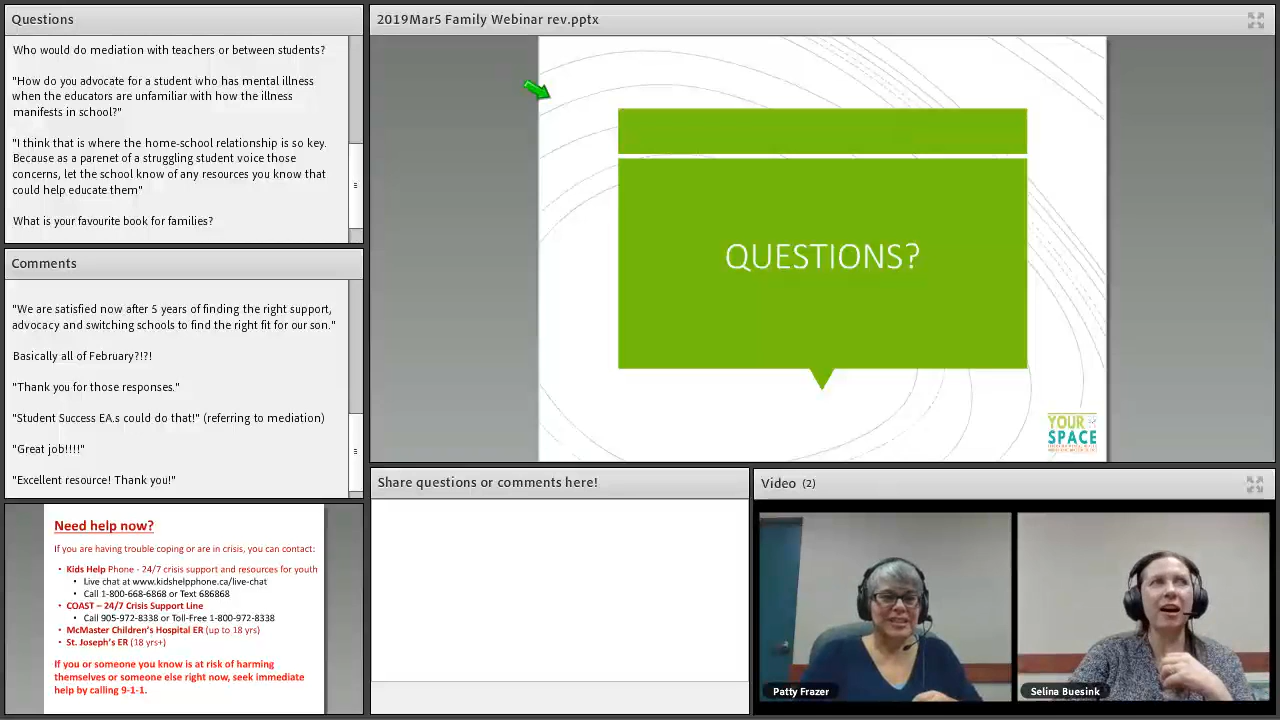 Questions
Who would do mediation with teachers or between students?
"How do you advocate for a student who has mental illness
when the educators are unfamiliar with how the illness
manifests in school?"
"I think that is where the home-school relationship is so key.
Because as a parenet of a struggling student voice those
concerns, let the school know of any resources you know that
could help educate them"
What is your favourite book for families?
Comments
"We are satisfied now after 5 years of finding the right support,
advocacy and switching schools to find the right fit for our son."
Basically all of February?!?!
"Thank you for those responses."
"Student Success EA.s could do that!" (referring to mediation)
"Great job!!!!"
"Excellent resource! Thank you!"
Need help now?
If you are having trouble coping or are in crisis, you can contact:
• Kids Help Phone - 24/7 crisis support and resources for youth
• Live chat at www.kidshelpphone.ca/live-chat
• Call 1-800-668-6868 or Text 686868
• COAST – 24/7 Crisis Support Line
• Call 905-972-8338 or Toll-Free 1-800-972-8338
• McMaster Children's Hospital ER (up to 18 yrs)
• St. Joseph's ER (18 yrs+)
If you or someone you know is at risk of harming
themselves or someone else right now, seek immediate
help by calling 9-1-1.
2019Mar5 Family Webinar rev.pptx
QUESTIONS?
YOUR
SPACE
Share questions or comments here!
Video (2)
Patty Frazer
Selina Buesink